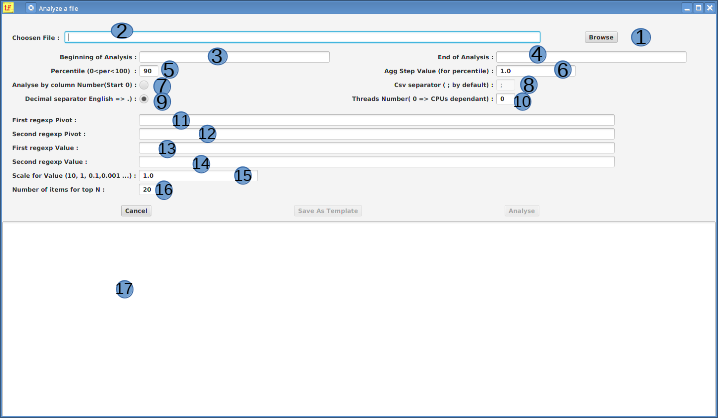 Analyze a file
Choosen File : 2 Browse 1
Beginning of Analysis : 3 End of Analysis : 4
Percentile (0<per<100) : 90 5 Agg Step Value (for percentile) : 1.0 6
Analyse by column Number(Start 0) : 7 Csv separator ( ; by default) : ; 8
Decimal separator English => .) : 9 Threads Number( 0 => CPUs dependant) : 0 10
First regexp Pivot : 11
Second regexp Pivot : 12
First regexp Value : 13
Second regexp Value : 14
Scale for Value (10, 1, 0.1,0.001 ...) : 1.0 15
Number of items for top N : 20 16
Cancel Save As Template Analyse
17